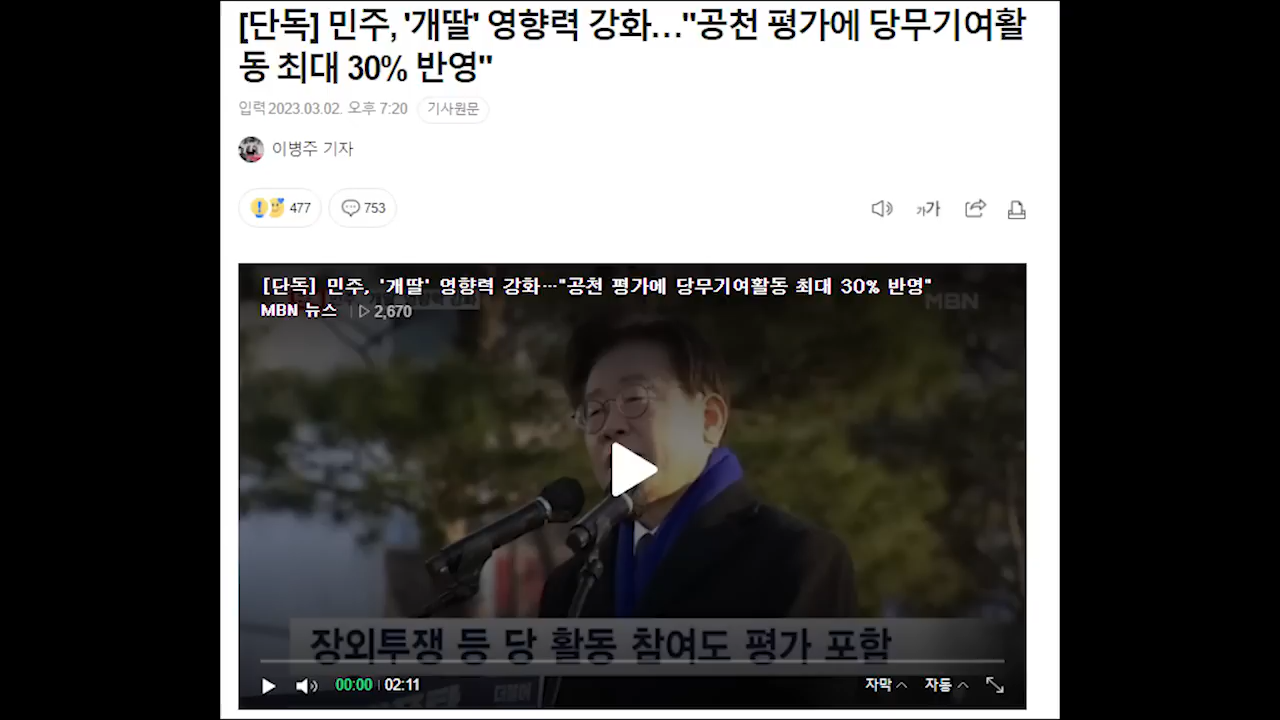 [단독] 민주, '개딸' 영향력 강화…"공천 평가에 당무기여활
동 최대 30% 반영"
입력 2023.03.02. 오후 7:20 기사원문
이병주 기자
477 753
가가
[단독] 민주, '개딸' 영향력 강화…"공천 평가에 당무기여활동 최대 30% 반영"
MBN 뉴스 | ▷ 2,670
MBN
장외투쟁 등 당 활동 참여도 평가 포함
00:00 | 02:11 자막 자동